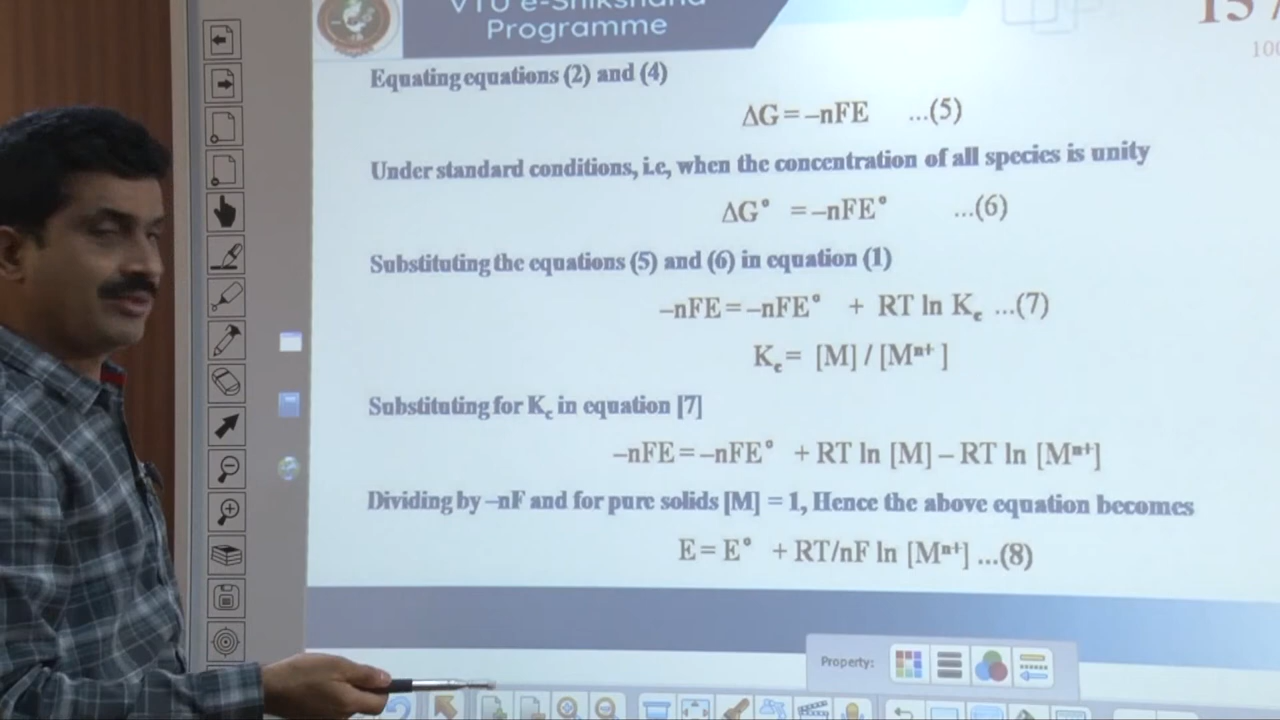 VTU e-Shikshana
Programme
Equating equations (2) and (4)
ΔG = –nFE ...(5)
Under standard conditions, i.e, when the concentration of all species is unity
ΔG° = –nFE° ...(6)
Substituting the equations (5) and (6) in equation (1)
–nFE = –nFE° + RT ln Kc ...(7)
Kc = [M] / [Mⁿ⁺ ]
Substituting for Kc in equation [7]
–nFE = –nFE° + RT ln [M] – RT ln [Mⁿ⁺]
Dividing by –nF and for pure solids [M] = 1, Hence the above equation becomes
E = E° + RT/nF ln [Mⁿ⁺] ...(8)
Property: